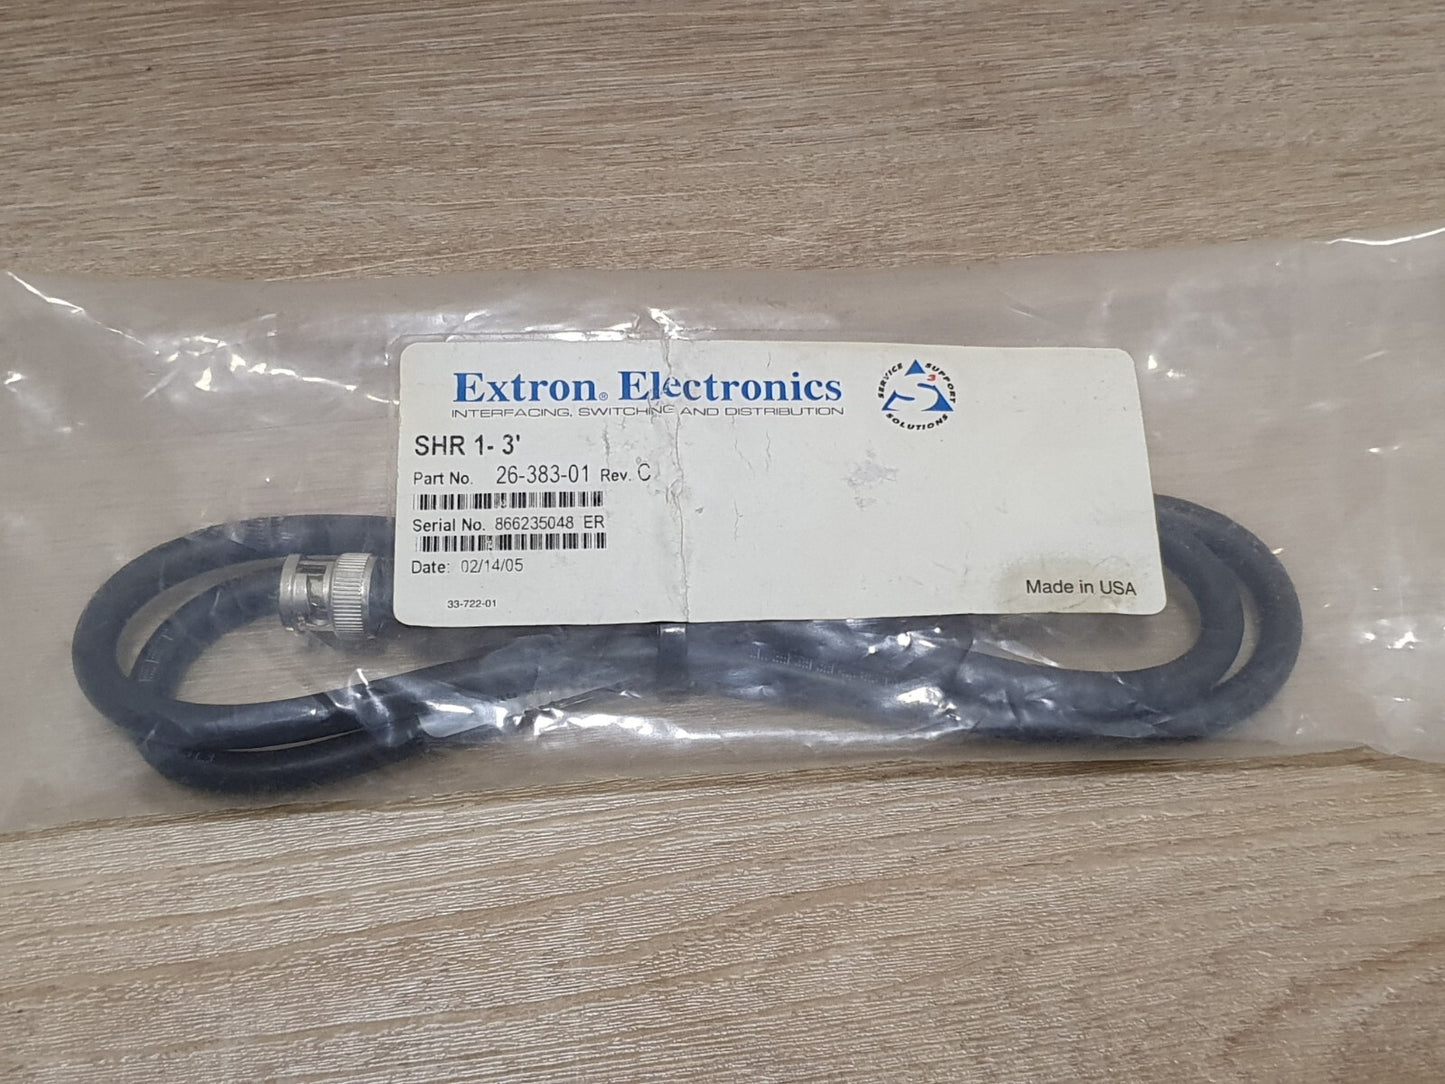 Extron® Electronics
INTERFACING, SWITCHING AND DISTRIBUTION
SERVICE SUPPORT SOLUTIONS
S3
SHR 1- 3'
Part No. 26-383-01 Rev. C
Serial No. 866235048 ER
Date: 02/14/05
33-722-01
Made in USA